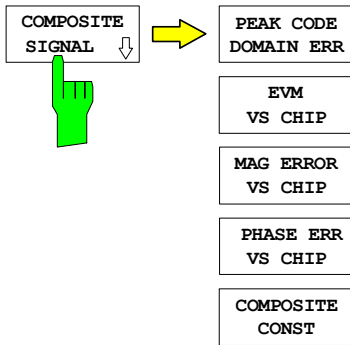 COMPOSITE
SIGNAL
PEAK CODE
DOMAIN ERR
EVM
VS CHIP
MAG ERROR
VS CHIP
PHASE ERR
VS CHIP
COMPOSITE
CONST